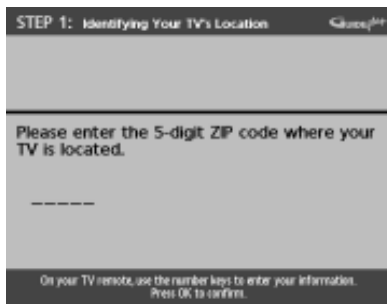 STEP 1: Identifying Your TV's Location
Please enter the 5-digit ZIP code where your
TV is located.
On your TV remote, use the number keys to enter your information.
Press OK to confirm.